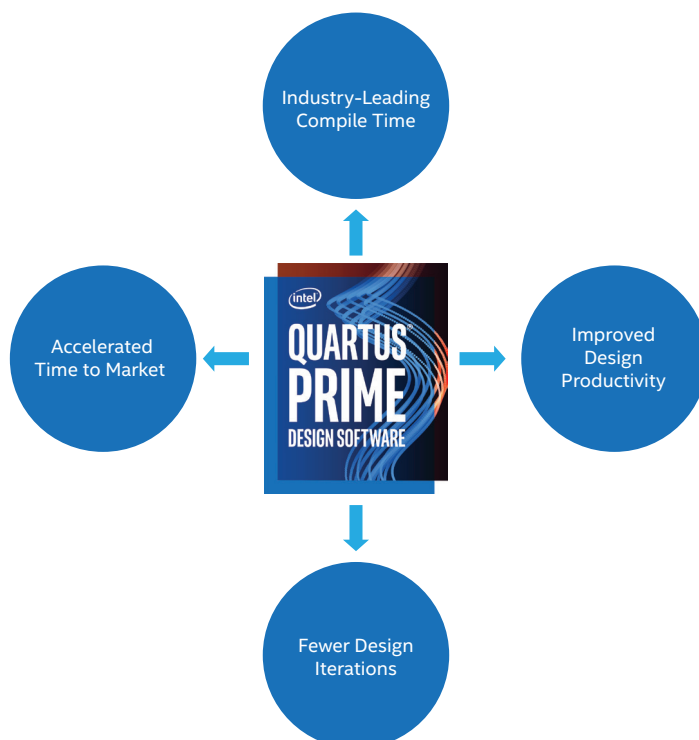 Industry-Leading
Compile Time
Accelerated
Time to Market
intel
QUARTUS®
PRIME
DESIGN SOFTWARE
Improved
Design
Productivity
Fewer Design
Iterations